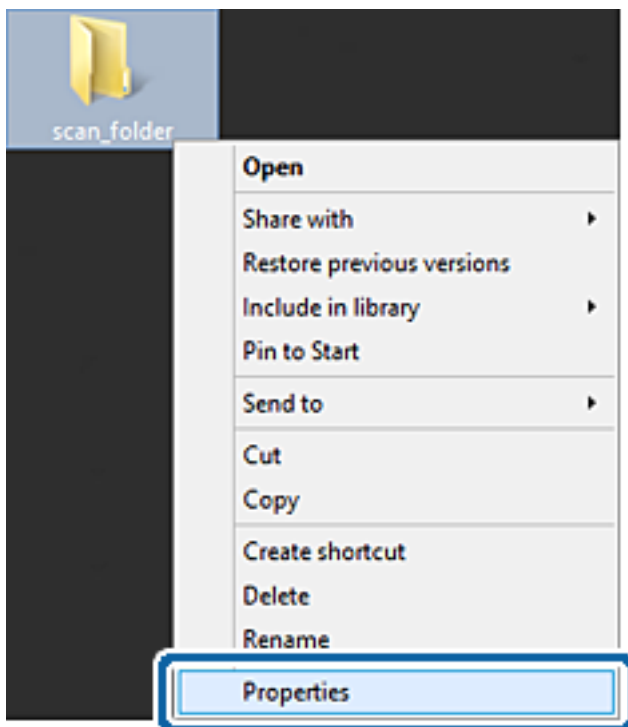 scan_folder
Open
Share with
Restore previous versions
Include in library
Pin to Start
Send to
Cut
Copy
Create shortcut
Delete
Rename
Properties